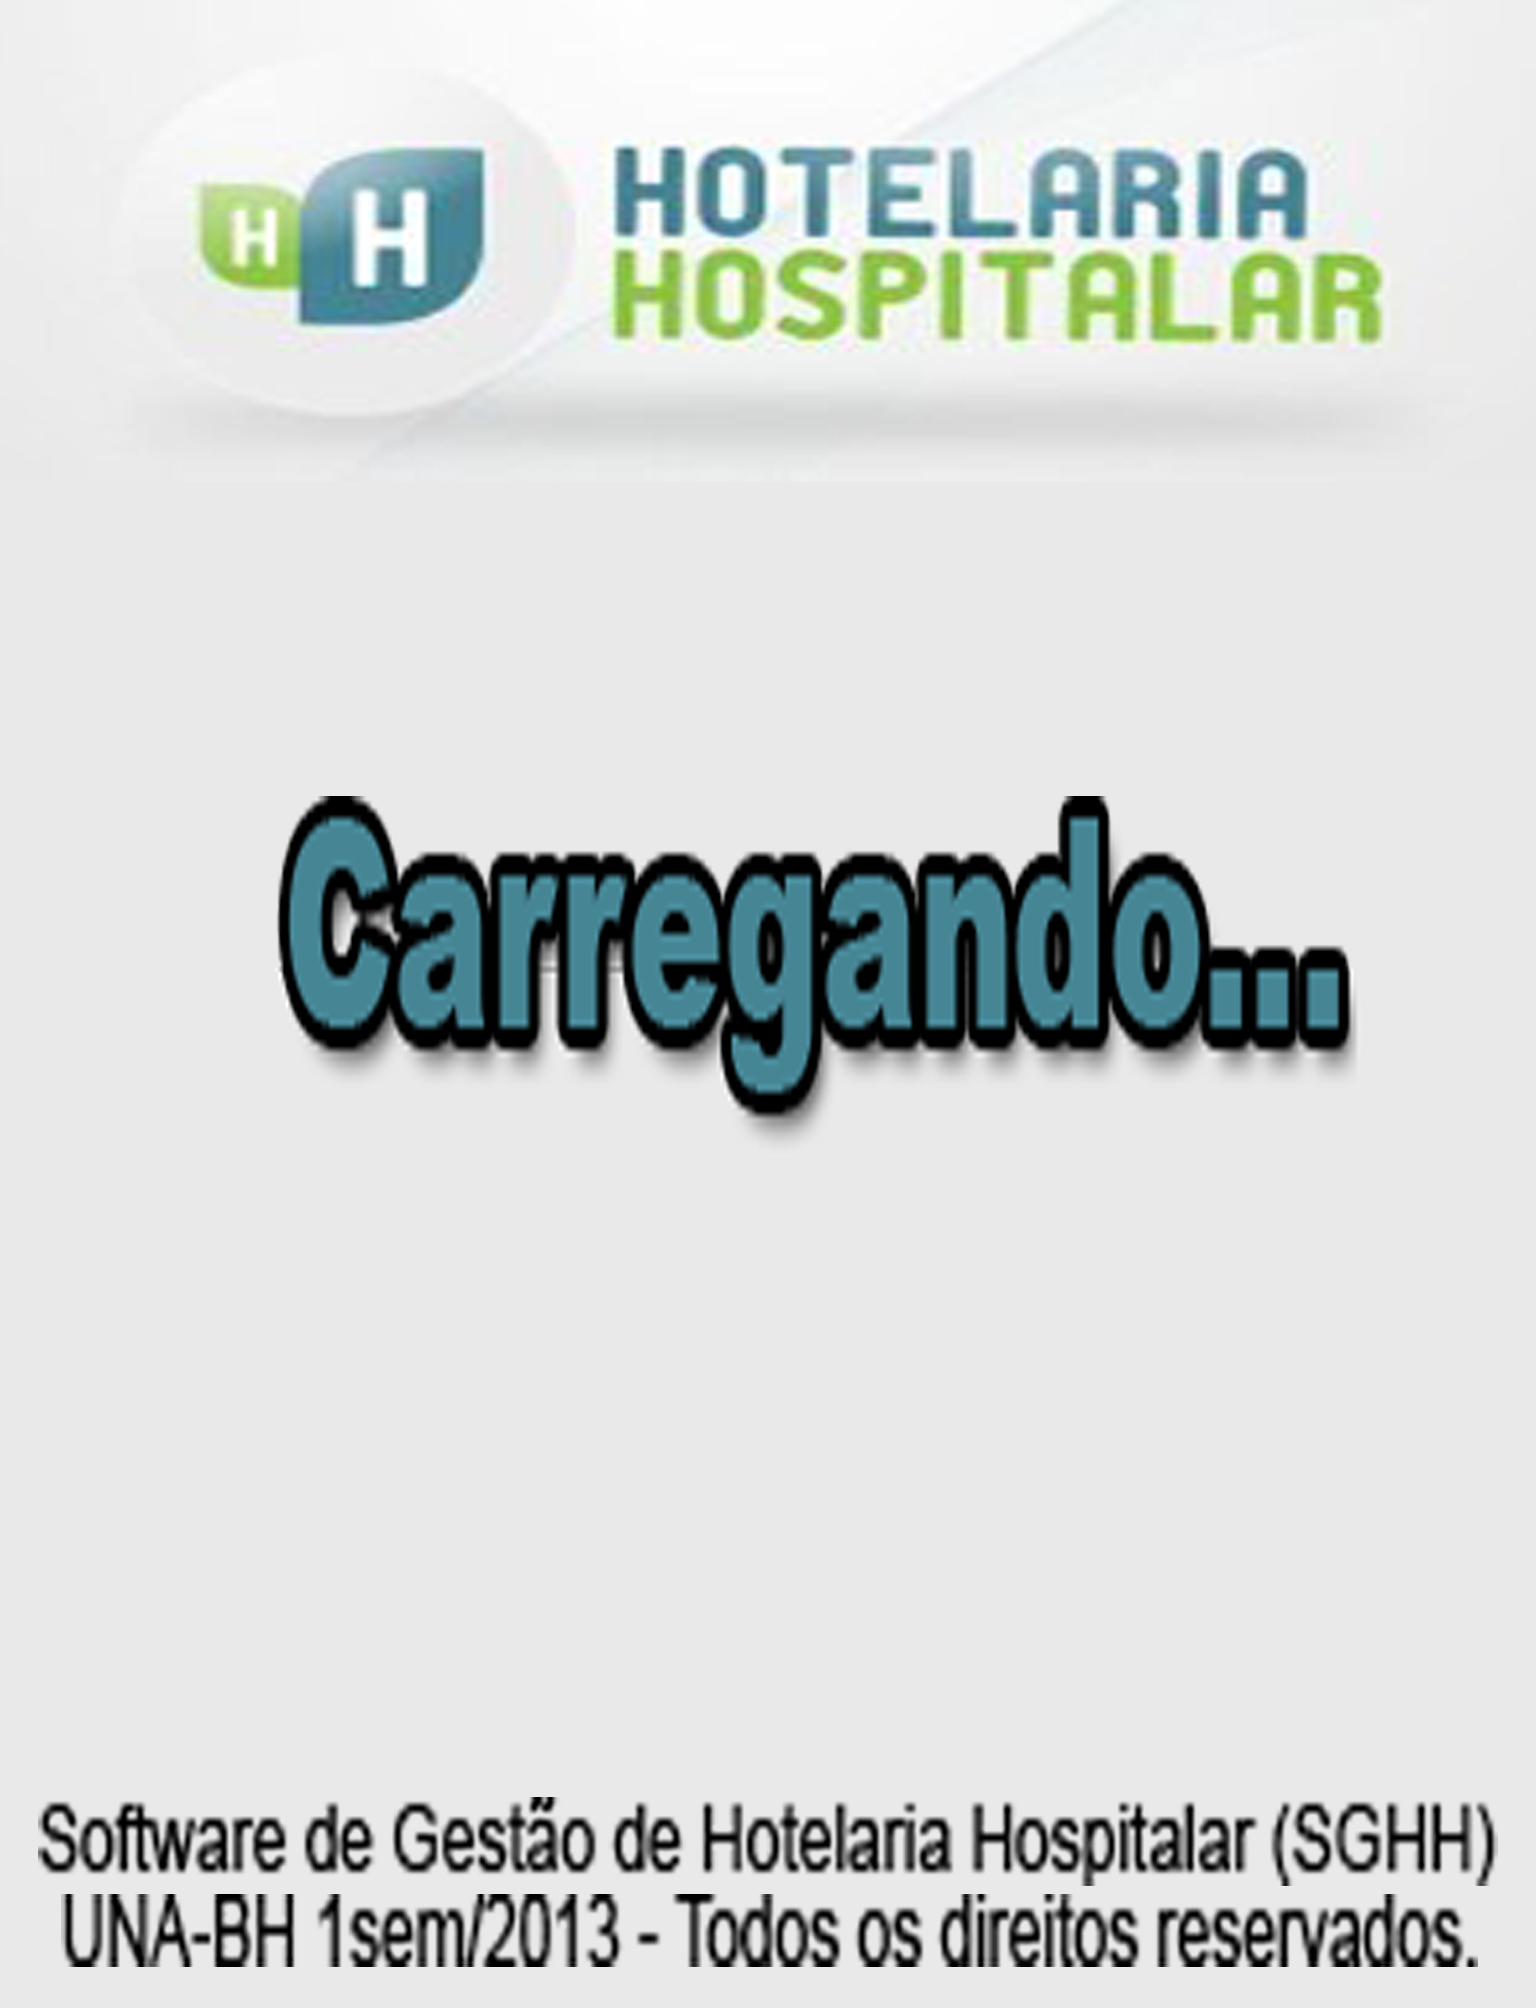 H H
HOTELARIA
HOSPITALAR
Carregando...
Software de Gestão de Hotelaria Hospitalar (SGHH)
UNA-BH 1sem/2013 - Todos os direitos reservados.